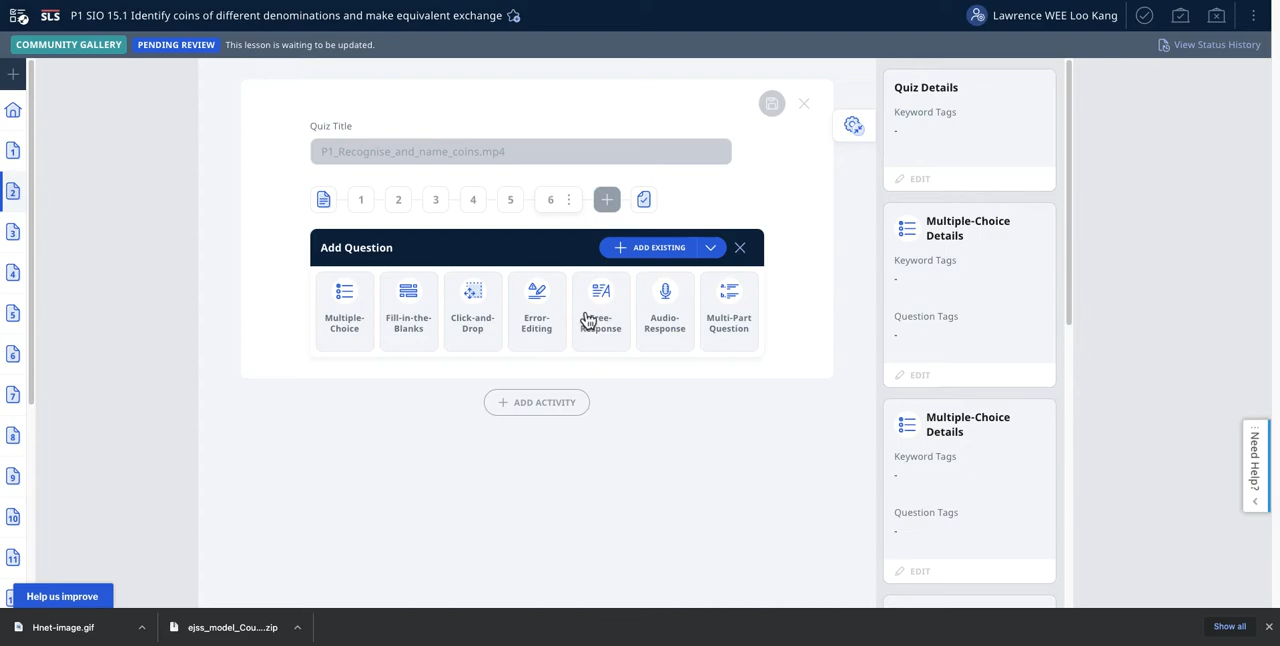 SLS P1 SIO 15.1 Identify coins of different denominations and make equivalent exchange
Lawrence WEE Loo Kang
COMMUNITY GALLERY PENDING REVIEW This lesson is waiting to be updated.
View Status History
Quiz Title
P1_Recognise_and_name_coins.mp4
1 2 3 4 5 6
Add Question
ADD EXISTING
Multiple-
Choice
Fill-in-the-
Blanks
Click-and-
Drop
Error-
Editing
Response
Audio-
Response
Multi-Part
Question
ADD ACTIVITY
1
2
3
4
5
6
7
8
9
10
11
Quiz Details
Keyword Tags
-
EDIT
Multiple-Choice
Details
Keyword Tags
-
Question Tags
-
EDIT
Multiple-Choice
Details
Keyword Tags
-
Question Tags
-
EDIT
Need Help?
Help us improve
Hnet-image.gif
ejss_model_Cou....zip
Show all